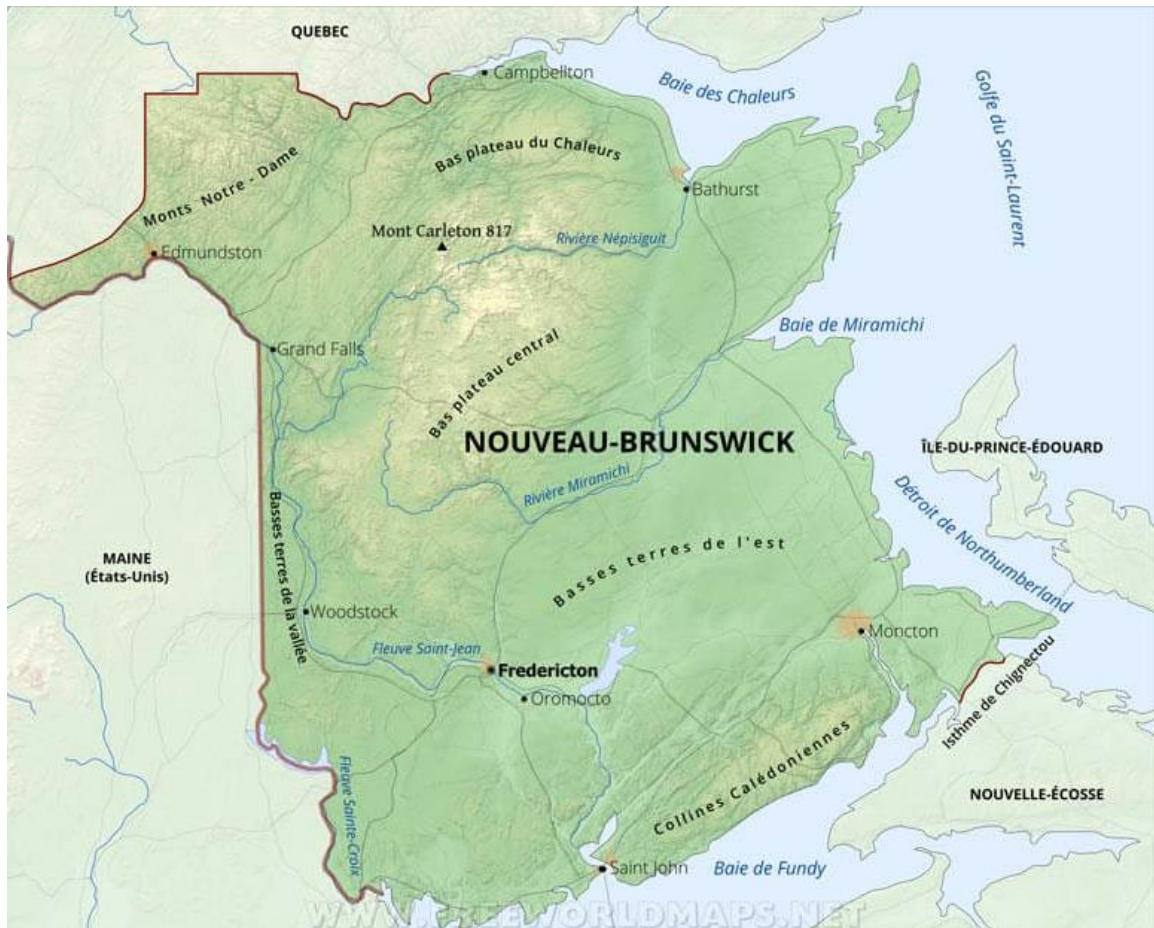 QUEBEC
Campbellton
Baie des Chaleurs
Golfe du Saint-Laurent
Bas plateau du Chaleurs
Monts Notre - Dame
Bathurst
Mont Carleton 817
Rivière Népisiguit
Edmundston
Baie de Miramichi
Grand Falls
Bas plateau central
NOUVEAU-BRUNSWICK
ÎLE-DU-PRINCE-ÉDOUARD
Rivière Miramichi
Détroit de Northumberland
Basses terres de la vallée
Basses terres de l'est
MAINE
(États-Unis)
Woodstock
Moncton
Fleuve Saint-Jean
Fredericton
Oromocto
Isthme de Chignectou
Collines Calédoniennes
Fleuve Sainte-Croix
NOUVELLE-ÉCOSSE
Saint John
Baie de Fundy
WWW.FREEWORLDMAPS.NET